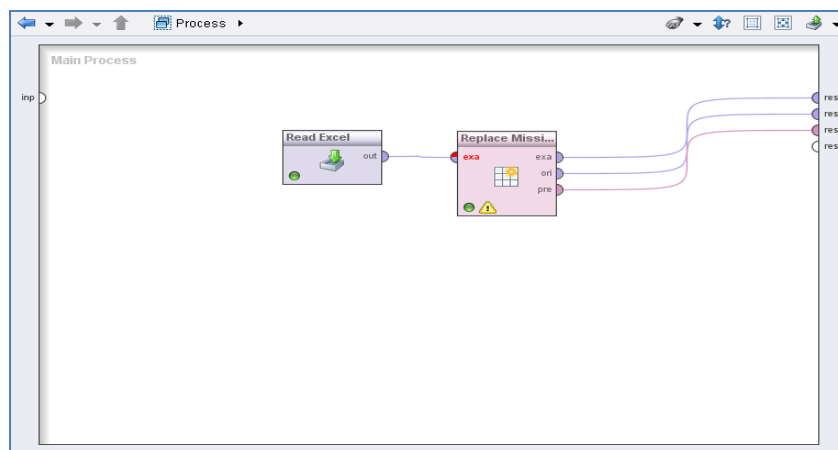 Process
Main Process
inp
res
res
res
res
Read Excel
out
Replace Missi...
exa
exa
ori
pre